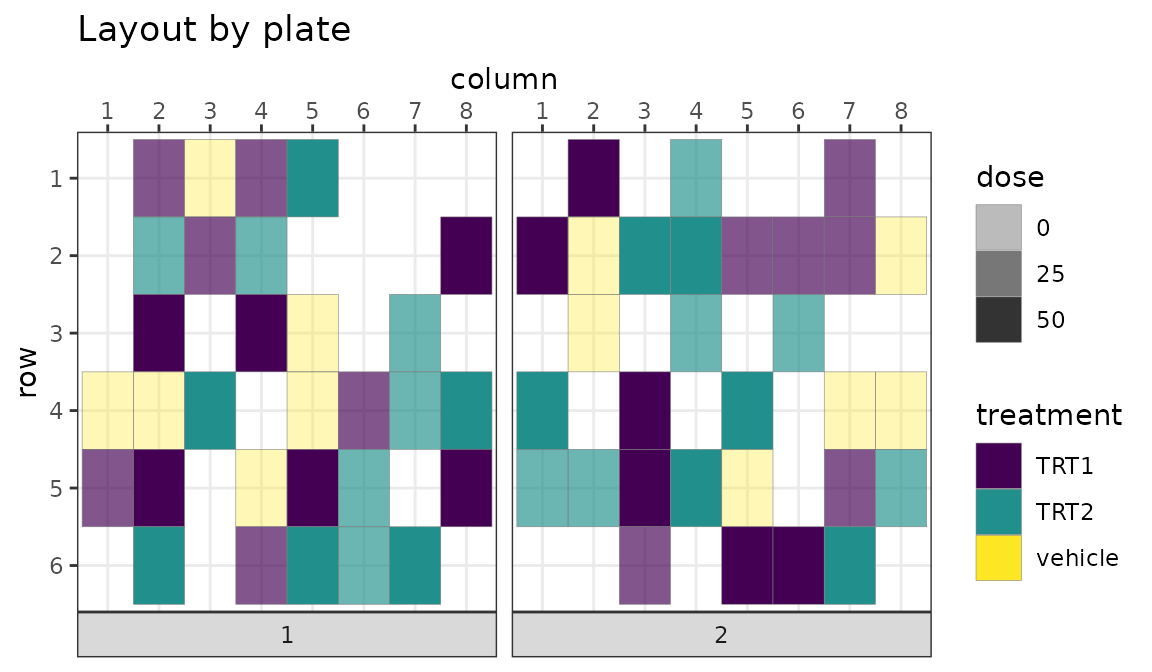 Layout by plate
column
1 2 3 4 5 6 7 8 1 2 3 4 5 6 7 8
row
1
2
3
4
5
6
1 2
dose
0
25
50
treatment
TRT1
TRT2
vehicle